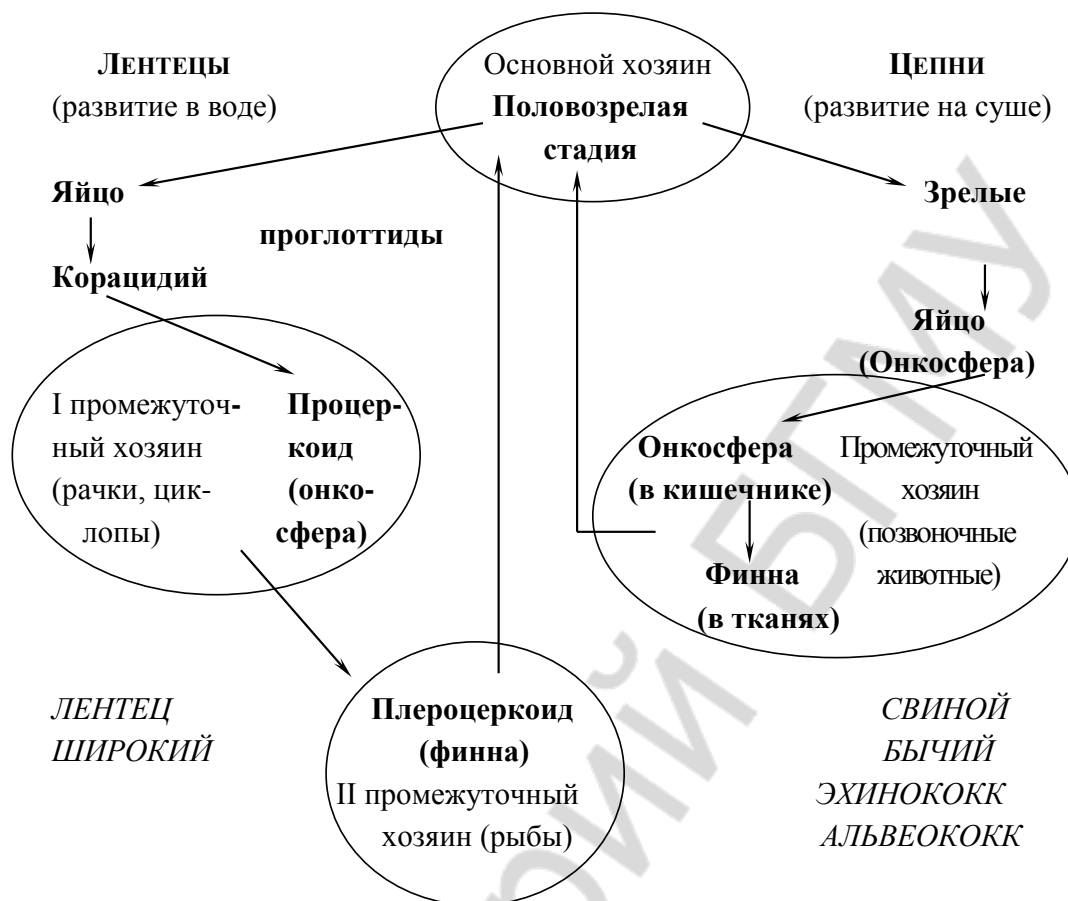 ЛЕНТЕЦЫ
(развитие в воде)
Основной хозяин
Половозрелая
стадия
ЦЕПНИ
(развитие на суше)
Яйцо
Корацидий
проглоттиды
Зрелые
Яйцо
(Онкосфера)
I промежуточ-
ный хозяин
(рачки, цик-
лопы)
Процер-
коид
(онко-
сфера)
Онкосфера
(в кишечнике)
Финна
(в тканях)
Промежуточный
хозяин
(позвоночные
животные)
Плероцеркоид
(финна)
II промежуточный
хозяин (рыбы)
ЛЕНТЕЦ
ШИРОКИЙ
СВИНОЙ
БЫЧИЙ
ЭХИНОКОКК
АЛЬВЕОКОКК
БГМУ